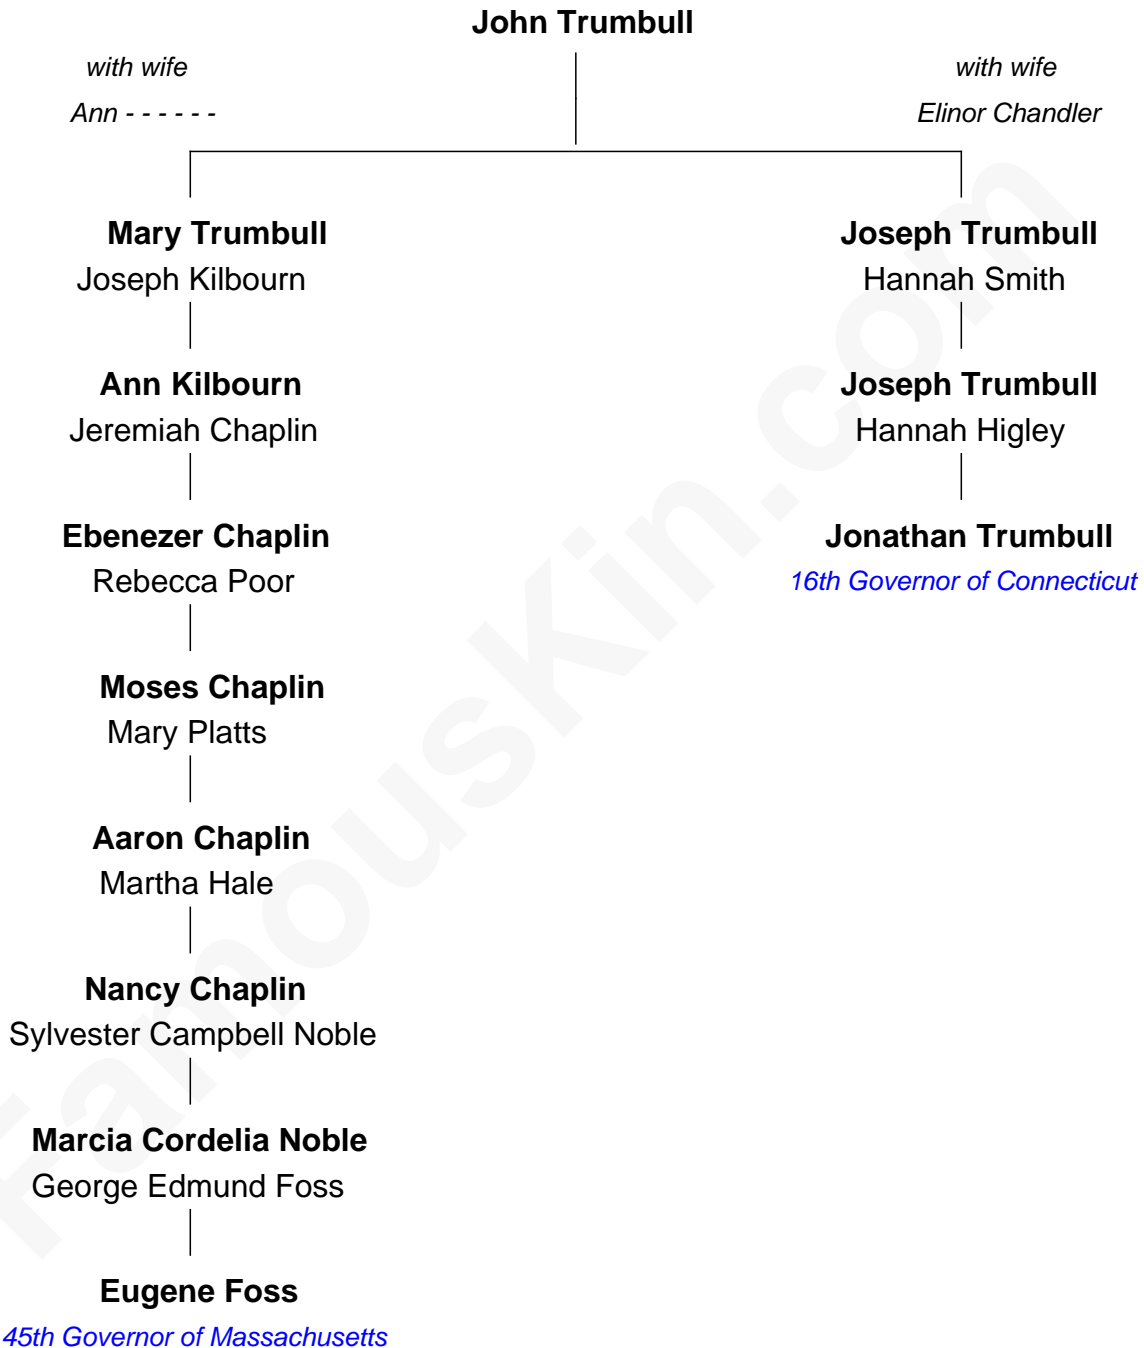 John Trumbull
with wife
Ann - - - - - -
with wife
Elinor Chandler
Mary Trumbull
Joseph Kilbourn
Joseph Trumbull
Hannah Smith
Ann Kilbourn
Jeremiah Chaplin
Joseph Trumbull
Hannah Higley
Ebenezer Chaplin
Rebecca Poor
Jonathan Trumbull
16th Governor of Connecticut
Moses Chaplin
Mary Platts
Aaron Chaplin
Martha Hale
Nancy Chaplin
Sylvester Campbell Noble
Marcia Cordelia Noble
George Edmund Foss
Eugene Foss
45th Governor of Massachusetts
FamousKin.com